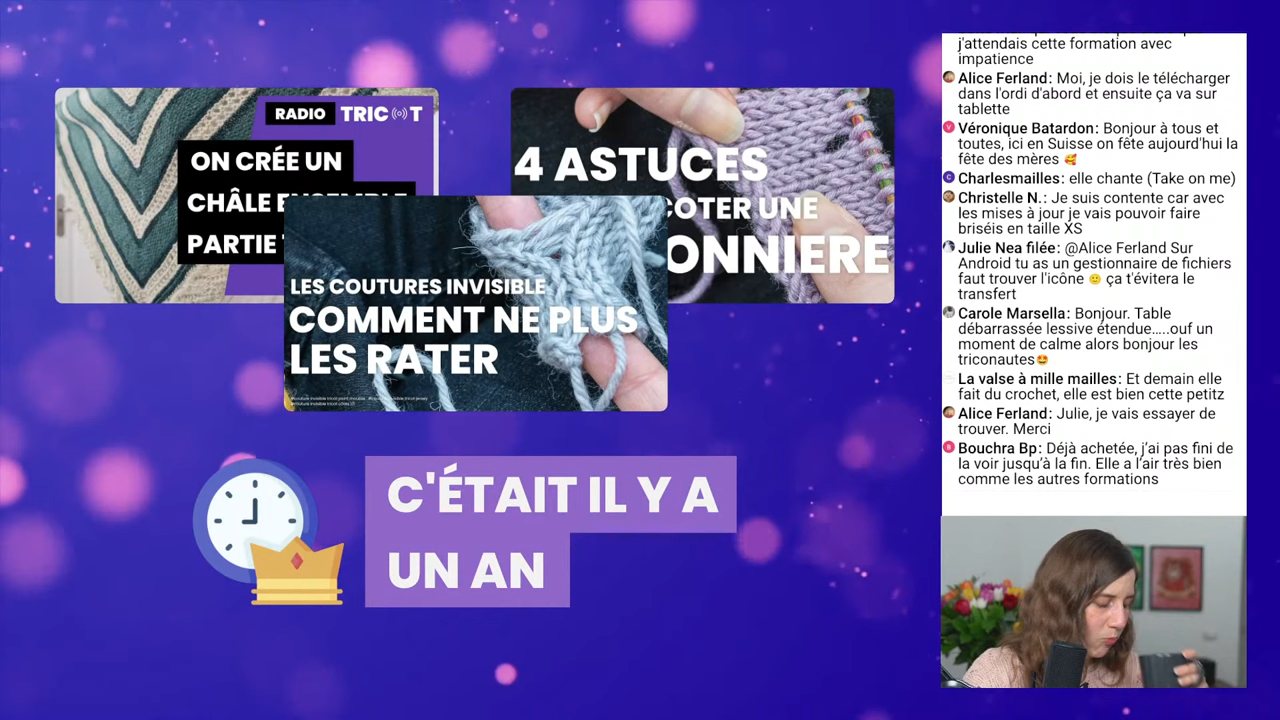 RADIO TRIC T
ON CRÉE UN
CHÂLE ENSEMBLE
PARTIE
4 ASTUCES
COTER UNE
ONNIERE
LES COUTURES INVISIBLE
COMMENT NE PLUS
LES RATER
C'ÉTAIT IL Y A
UN AN
j'attendais cette formation avec
impatience
Alice Ferland: Moi, je dois le télécharger
dans l'ordi d'abord et ensuite ça va sur
tablette
V Véronique Batardon: Bonjour à tous et
toutes, ici en Suisse on fête aujourd'hui la
fête des mères 🥰
C Charlesmailles: elle chante (Take on me)
Christelle N.: Je suis contente car avec
les mises à jour je vais pouvoir faire
briséis en taille XS
Julie Nea filée: @Alice Ferland Sur
Android tu as un gestionnaire de fichiers
faut trouver l'icône 🙂 ça t'évitera le
transfert
Carole Marsella: Bonjour. Table
débarrassée lessive étendue…..ouf un
moment de calme alors bonjour les
triconautes🤩
La valse à mille mailles: Et demain elle
fait du crochet, elle est bien cette petitz
Alice Ferland: Julie, je vais essayer de
trouver. Merci
B Bouchra Bp: Déjà achetée, j'ai pas fini de
la voir jusqu'à la fin. Elle a l'air très bien
comme les autres formations